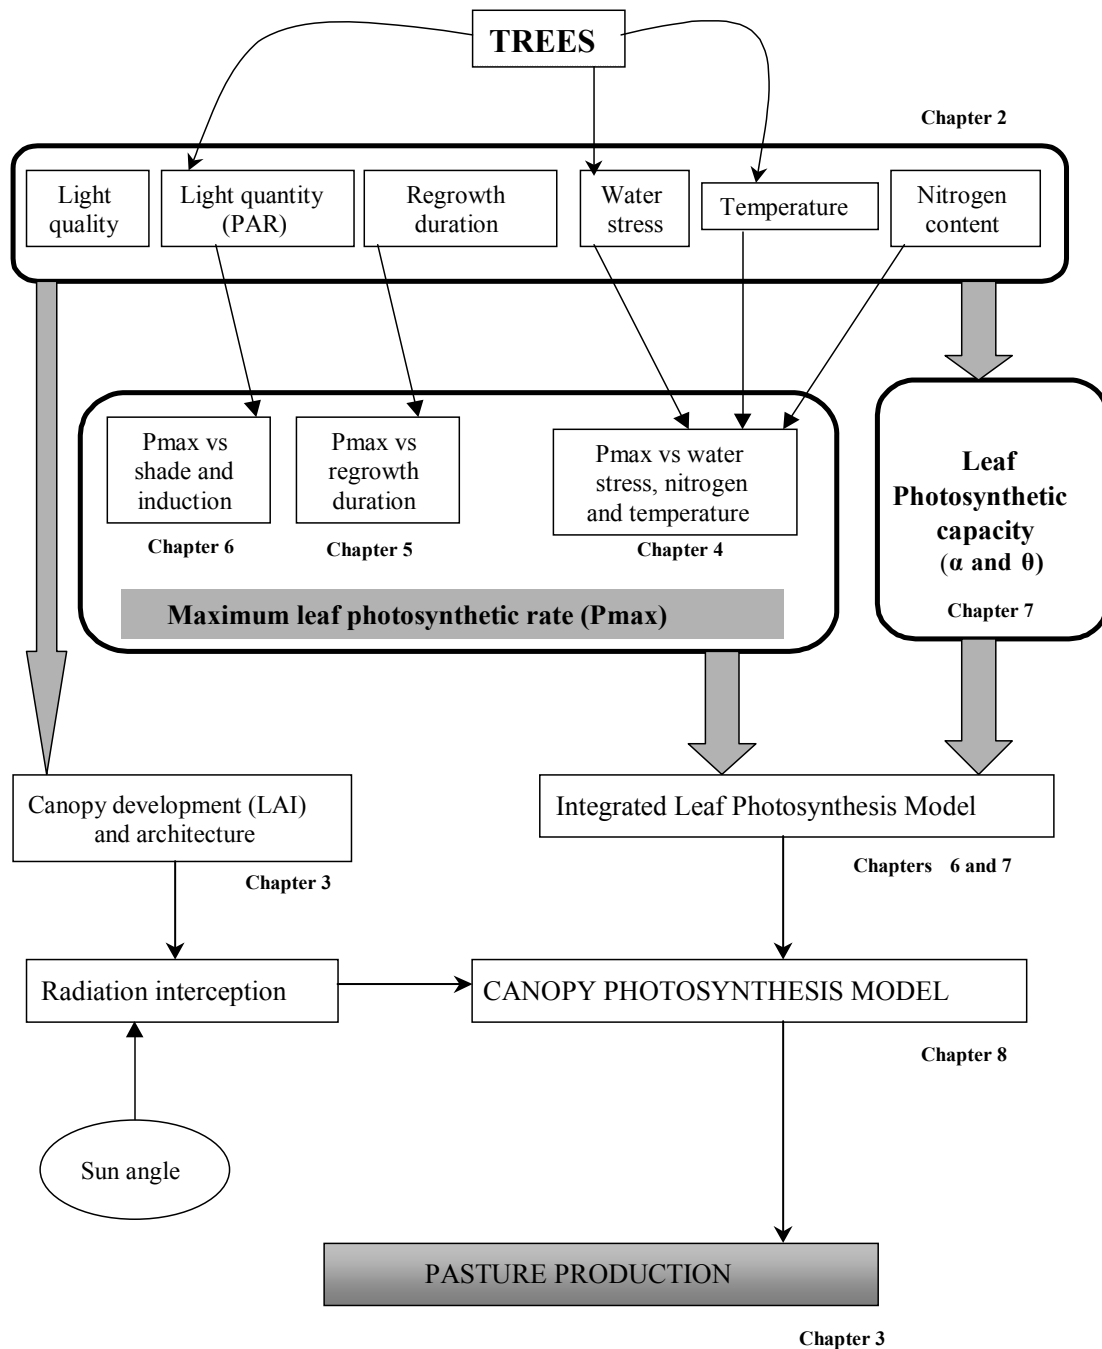 TREES
Chapter 2
Light
quality
Light quantity
(PAR)
Regrowth
duration
Water
stress
Temperature
Nitrogen
content
Pmax vs
shade and
induction
Chapter 6
Pmax vs
regrowth
duration
Chapter 5
Pmax vs water
stress, nitrogen
and temperature
Chapter 4
Maximum leaf photosynthetic rate (Pmax)
Leaf
Photosynthetic
capacity
(α and θ)
Chapter 7
Canopy development (LAI)
and architecture
Chapter 3
Integrated Leaf Photosynthesis Model
Chapters 6 and 7
Radiation interception
CANOPY PHOTOSYNTHESIS MODEL
Chapter 8
Sun angle
PASTURE PRODUCTION
Chapter 3